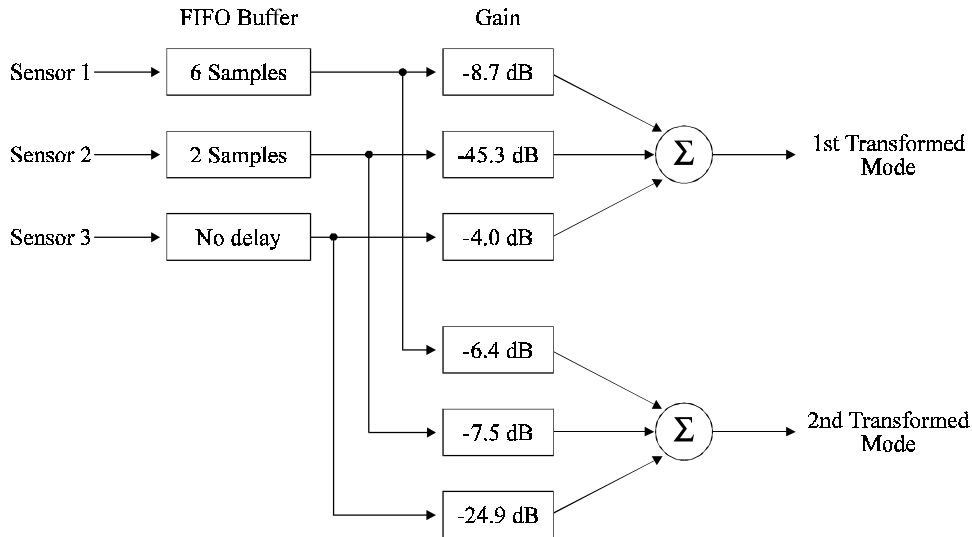 FIFO Buffer
Gain
Sensor 1
6 Samples
-8.7 dB
Sensor 2
2 Samples
-45.3 dB
Σ
1st Transformed
Mode
Sensor 3
No delay
-4.0 dB
-6.4 dB
-7.5 dB
Σ
2nd Transformed
Mode
-24.9 dB